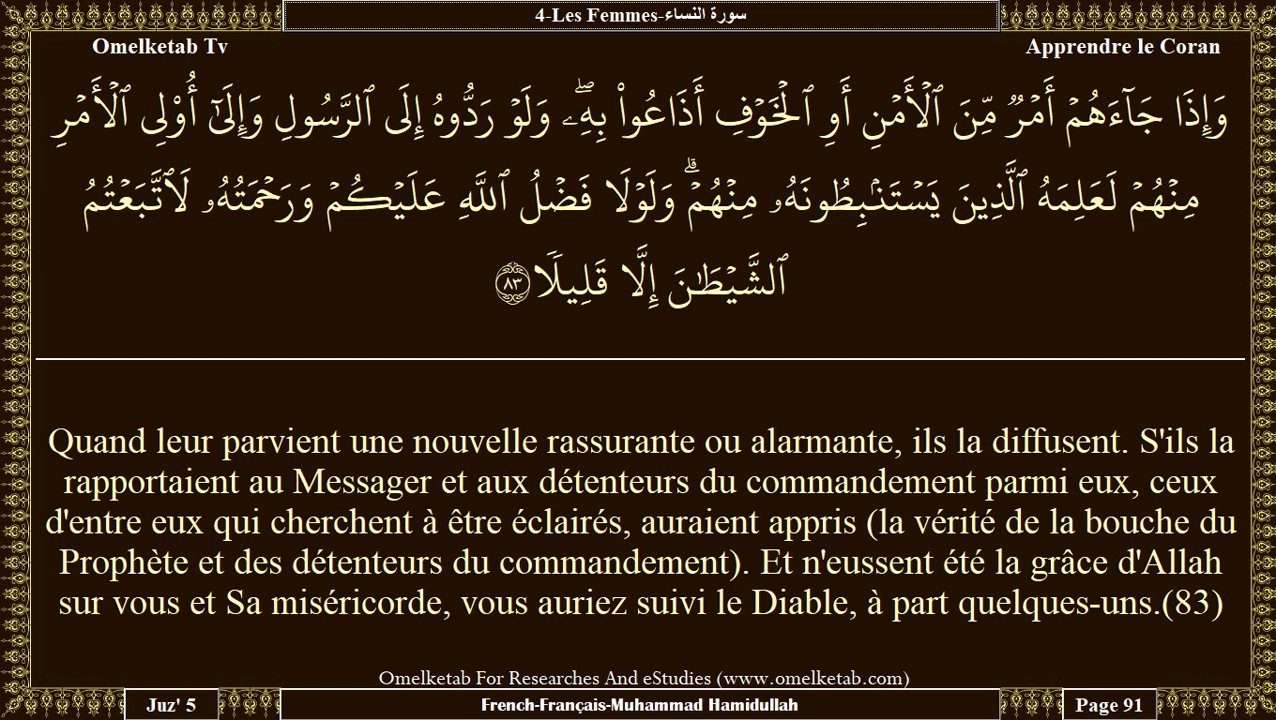 4-Les Femmes-سورة النساء
Omelketab Tv
Apprendre le Coran
وَإِذَا جَآءَهُمْ أَمْرٌ مِّنَ ٱلْأَمْنِ أَوِ ٱلْخَوْفِ أَذَاعُوا۟ بِهِۦ ۖ وَلَوْ رَدُّوهُ إِلَى ٱلرَّسُولِ وَإِلَىٰٓ أُو۟لِى ٱلْأَمْرِ
مِنْهُمْ لَعَلِمَهُ ٱلَّذِينَ يَسْتَنۢبِطُونَهُۥ مِنْهُمْ ۗ وَلَوْلَا فَضْلُ ٱللَّهِ عَلَيْكُمْ وَرَحْمَتُهُۥ لَٱتَّبَعْتُمُ
ٱلشَّيْطَٰنَ إِلَّا قَلِيلًا ٨٣
Quand leur parvient une nouvelle rassurante ou alarmante, ils la diffusent. S'ils la
rapportaient au Messager et aux détenteurs du commandement parmi eux, ceux
d'entre eux qui cherchent à être éclairés, auraient appris (la vérité de la bouche du
Prophète et des détenteurs du commandement). Et n'eussent été la grâce d'Allah
sur vous et Sa miséricorde, vous auriez suivi le Diable, à part quelques-uns.(83)
Omelketab For Researches And eStudies (www.omelketab.com)
Juz' 5
French-Français-Muhammad Hamidullah
Page 91